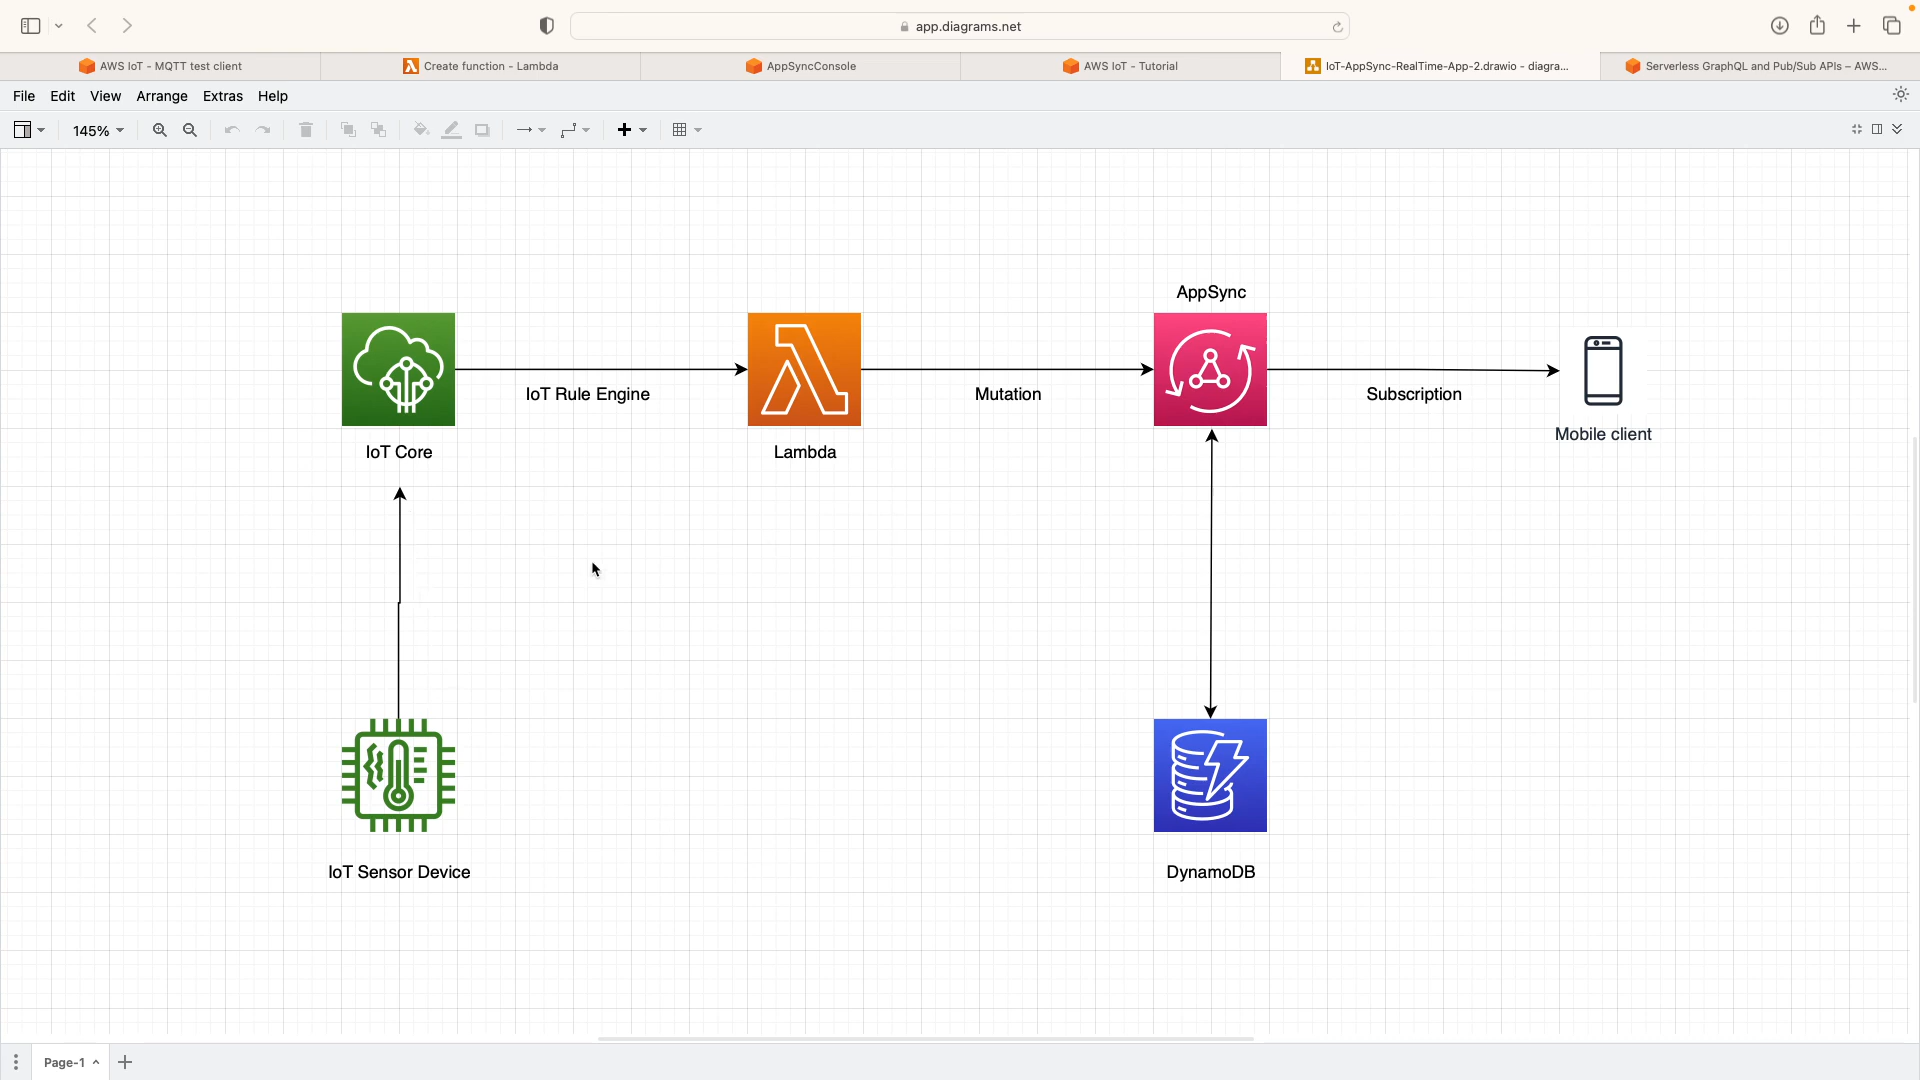 app.diagrams.net
AWS IoT - MQTT test client
Create function - Lambda
AppSyncConsole
AWS IoT - Tutorial
IoT-AppSync-RealTime-App-2.drawio - diagra...
Serverless GraphQL and Pub/Sub APIs – AWS...
File Edit View Arrange Extras Help
145%
AppSync
IoT Rule Engine
Mutation
Subscription
Mobile client
IoT Core
Lambda
IoT Sensor Device
DynamoDB
Page-1